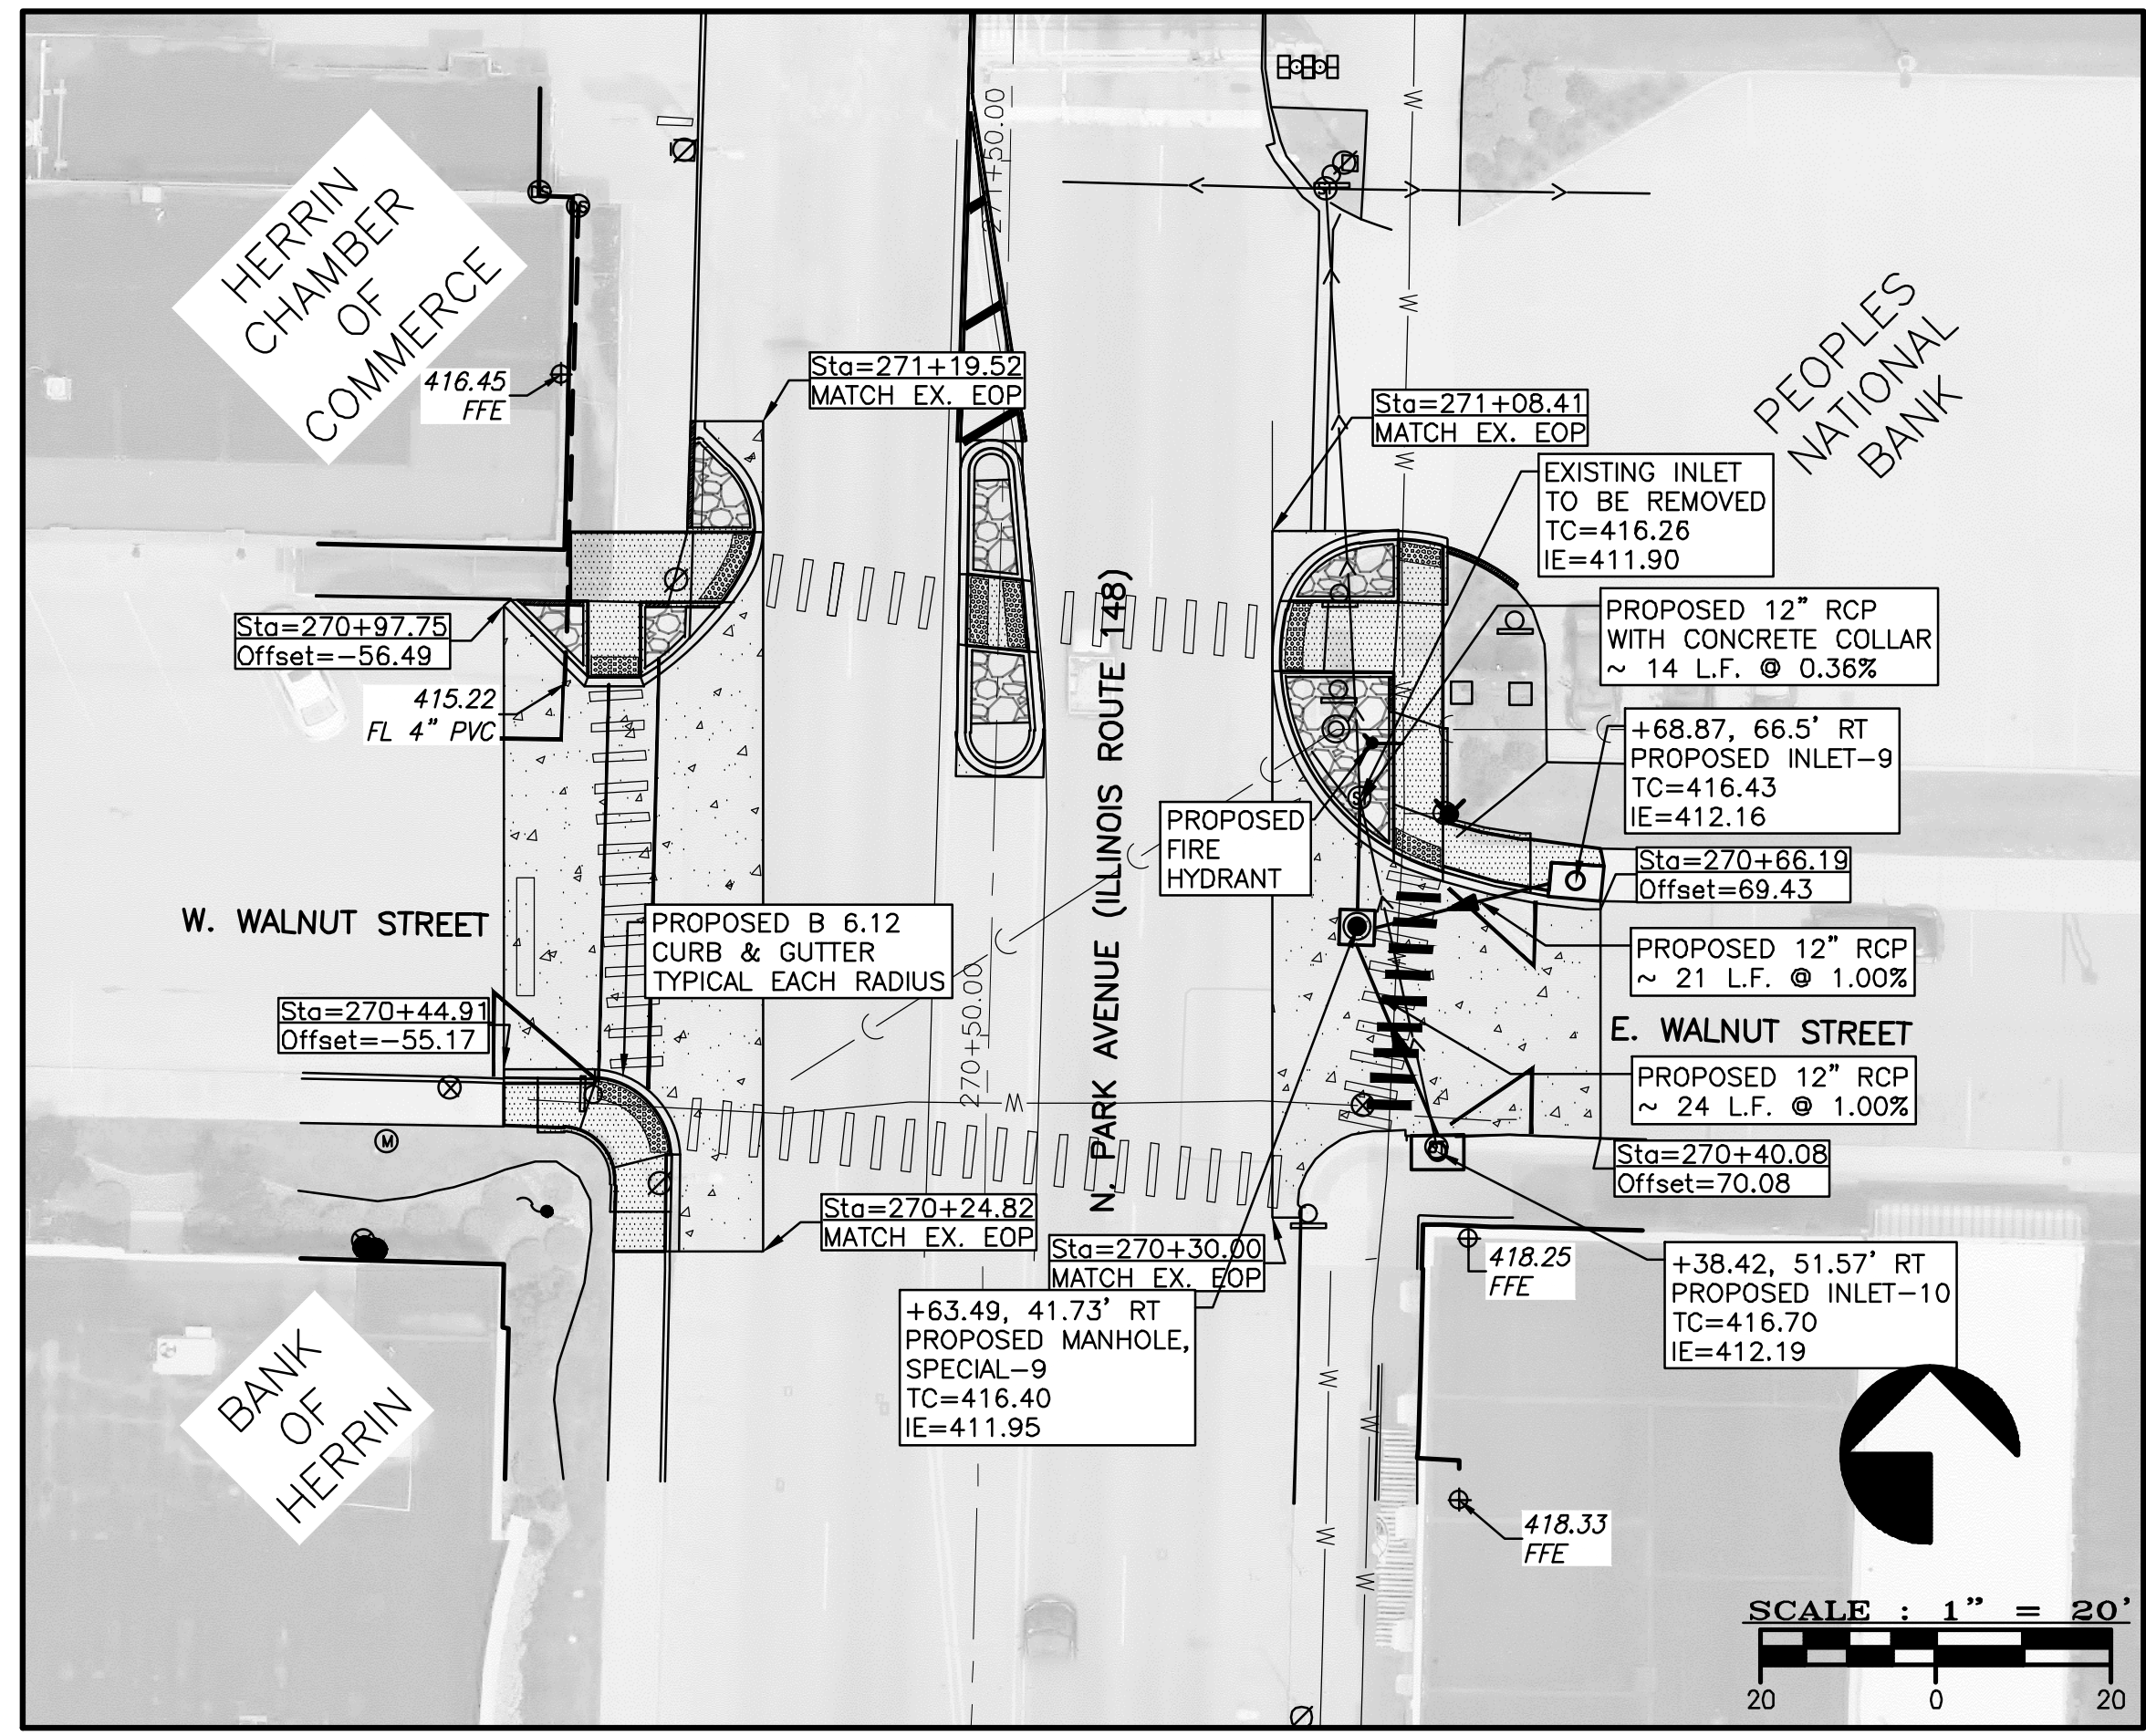 271+50.00
HERRIN
CHAMBER
OF
COMMERCE
DS
DS
ST
W
W
W
W
W
PEOPLES
NATIONAL
BANK
416.45
FFE
Sta=271+19.52
MATCH EX. EOP
Sta=271+08.41
MATCH EX. EOP
EXISTING INLET
TO BE REMOVED
TC=416.26
IE=411.90
PROPOSED 12” RCP
WITH CONCRETE COLLAR
~ 14 L.F. @ 0.36%
Sta=270+97.75
Offset=-56.49
415.22
FL 4” PVC
+68.87, 66.5’ RT
PROPOSED INLET-9
TC=416.43
IE=412.16
PROPOSED
FIRE
HYDRANT
Sta=270+66.19
Offset=69.43
N. PARK AVENUE (ILLINOIS ROUTE 148)
W. WALNUT STREET
PROPOSED B 6.12
CURB & GUTTER
TYPICAL EACH RADIUS
PROPOSED 12” RCP
~ 21 L.F. @ 1.00%
270+50.00
Sta=270+44.91
Offset=-55.17
E. WALNUT STREET
PROPOSED 12” RCP
~ 24 L.F. @ 1.00%
W
M
Sta=270+40.08
Offset=70.08
Sta=270+24.82
MATCH EX. EOP
Sta=270+30.00
MATCH EX. EOP
418.25
FFE
+38.42, 51.57’ RT
PROPOSED INLET-10
TC=416.70
IE=412.19
+63.49, 41.73’ RT
PROPOSED MANHOLE,
SPECIAL-9
TC=416.40
IE=411.95
BANK
OF
HERRIN
W
W
W
W
418.33
FFE
SCALE : 1” = 20'
20 0 20